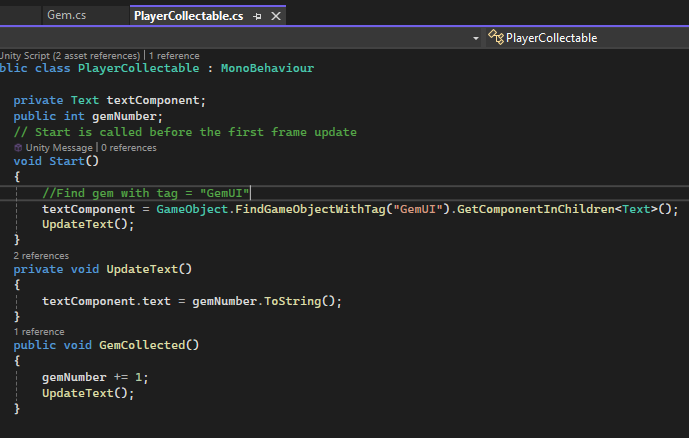 Gem.cs PlayerCollectable.cs
PlayerCollectable
Unity Script (2 asset references) | 1 reference
blic class PlayerCollectable : MonoBehaviour
private Text textComponent;
public int gemNumber;
// Start is called before the first frame update
Unity Message | 0 references
void Start()
{
//Find gem with tag = "GemUI"
textComponent = GameObject.FindGameObjectWithTag("GemUI").GetComponentInChildren<Text>();
UpdateText();
}
2 references
private void UpdateText()
{
textComponent.text = gemNumber.ToString();
}
1 reference
public void GemCollected()
{
gemNumber += 1;
UpdateText();
}